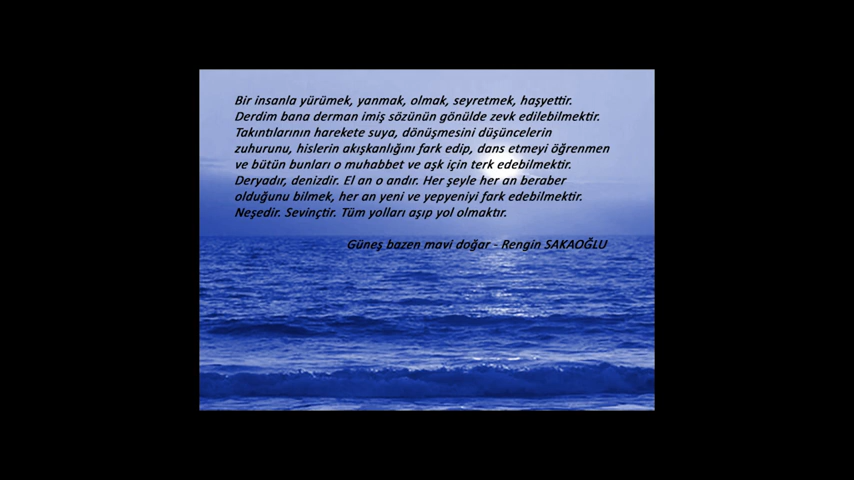 Bir insanla yürümek, yanmak, olmak, seyretmek, haşyettir.
Derdim bana derman imiş sözünün gönülde zevk edilebilmektir.
Takıntılarının harekete suya, dönüşmesini düşüncelerin
zuhurunu, hislerin akışkanlığını fark edip, dans etmeyi öğrenmen
ve bütün bunları o muhabbet ve aşk için terk edebilmektir.
Deryadır, denizdir. El an o andır. Her şeyle her an beraber
olduğunu bilmek, her an yeni ve yepyeniyi fark edebilmektir.
Neşedir. Sevinçtir. Tüm yolları aşıp yol olmaktır.
Güneş bazen mavi doğar - Rengin SAKAOĞLU